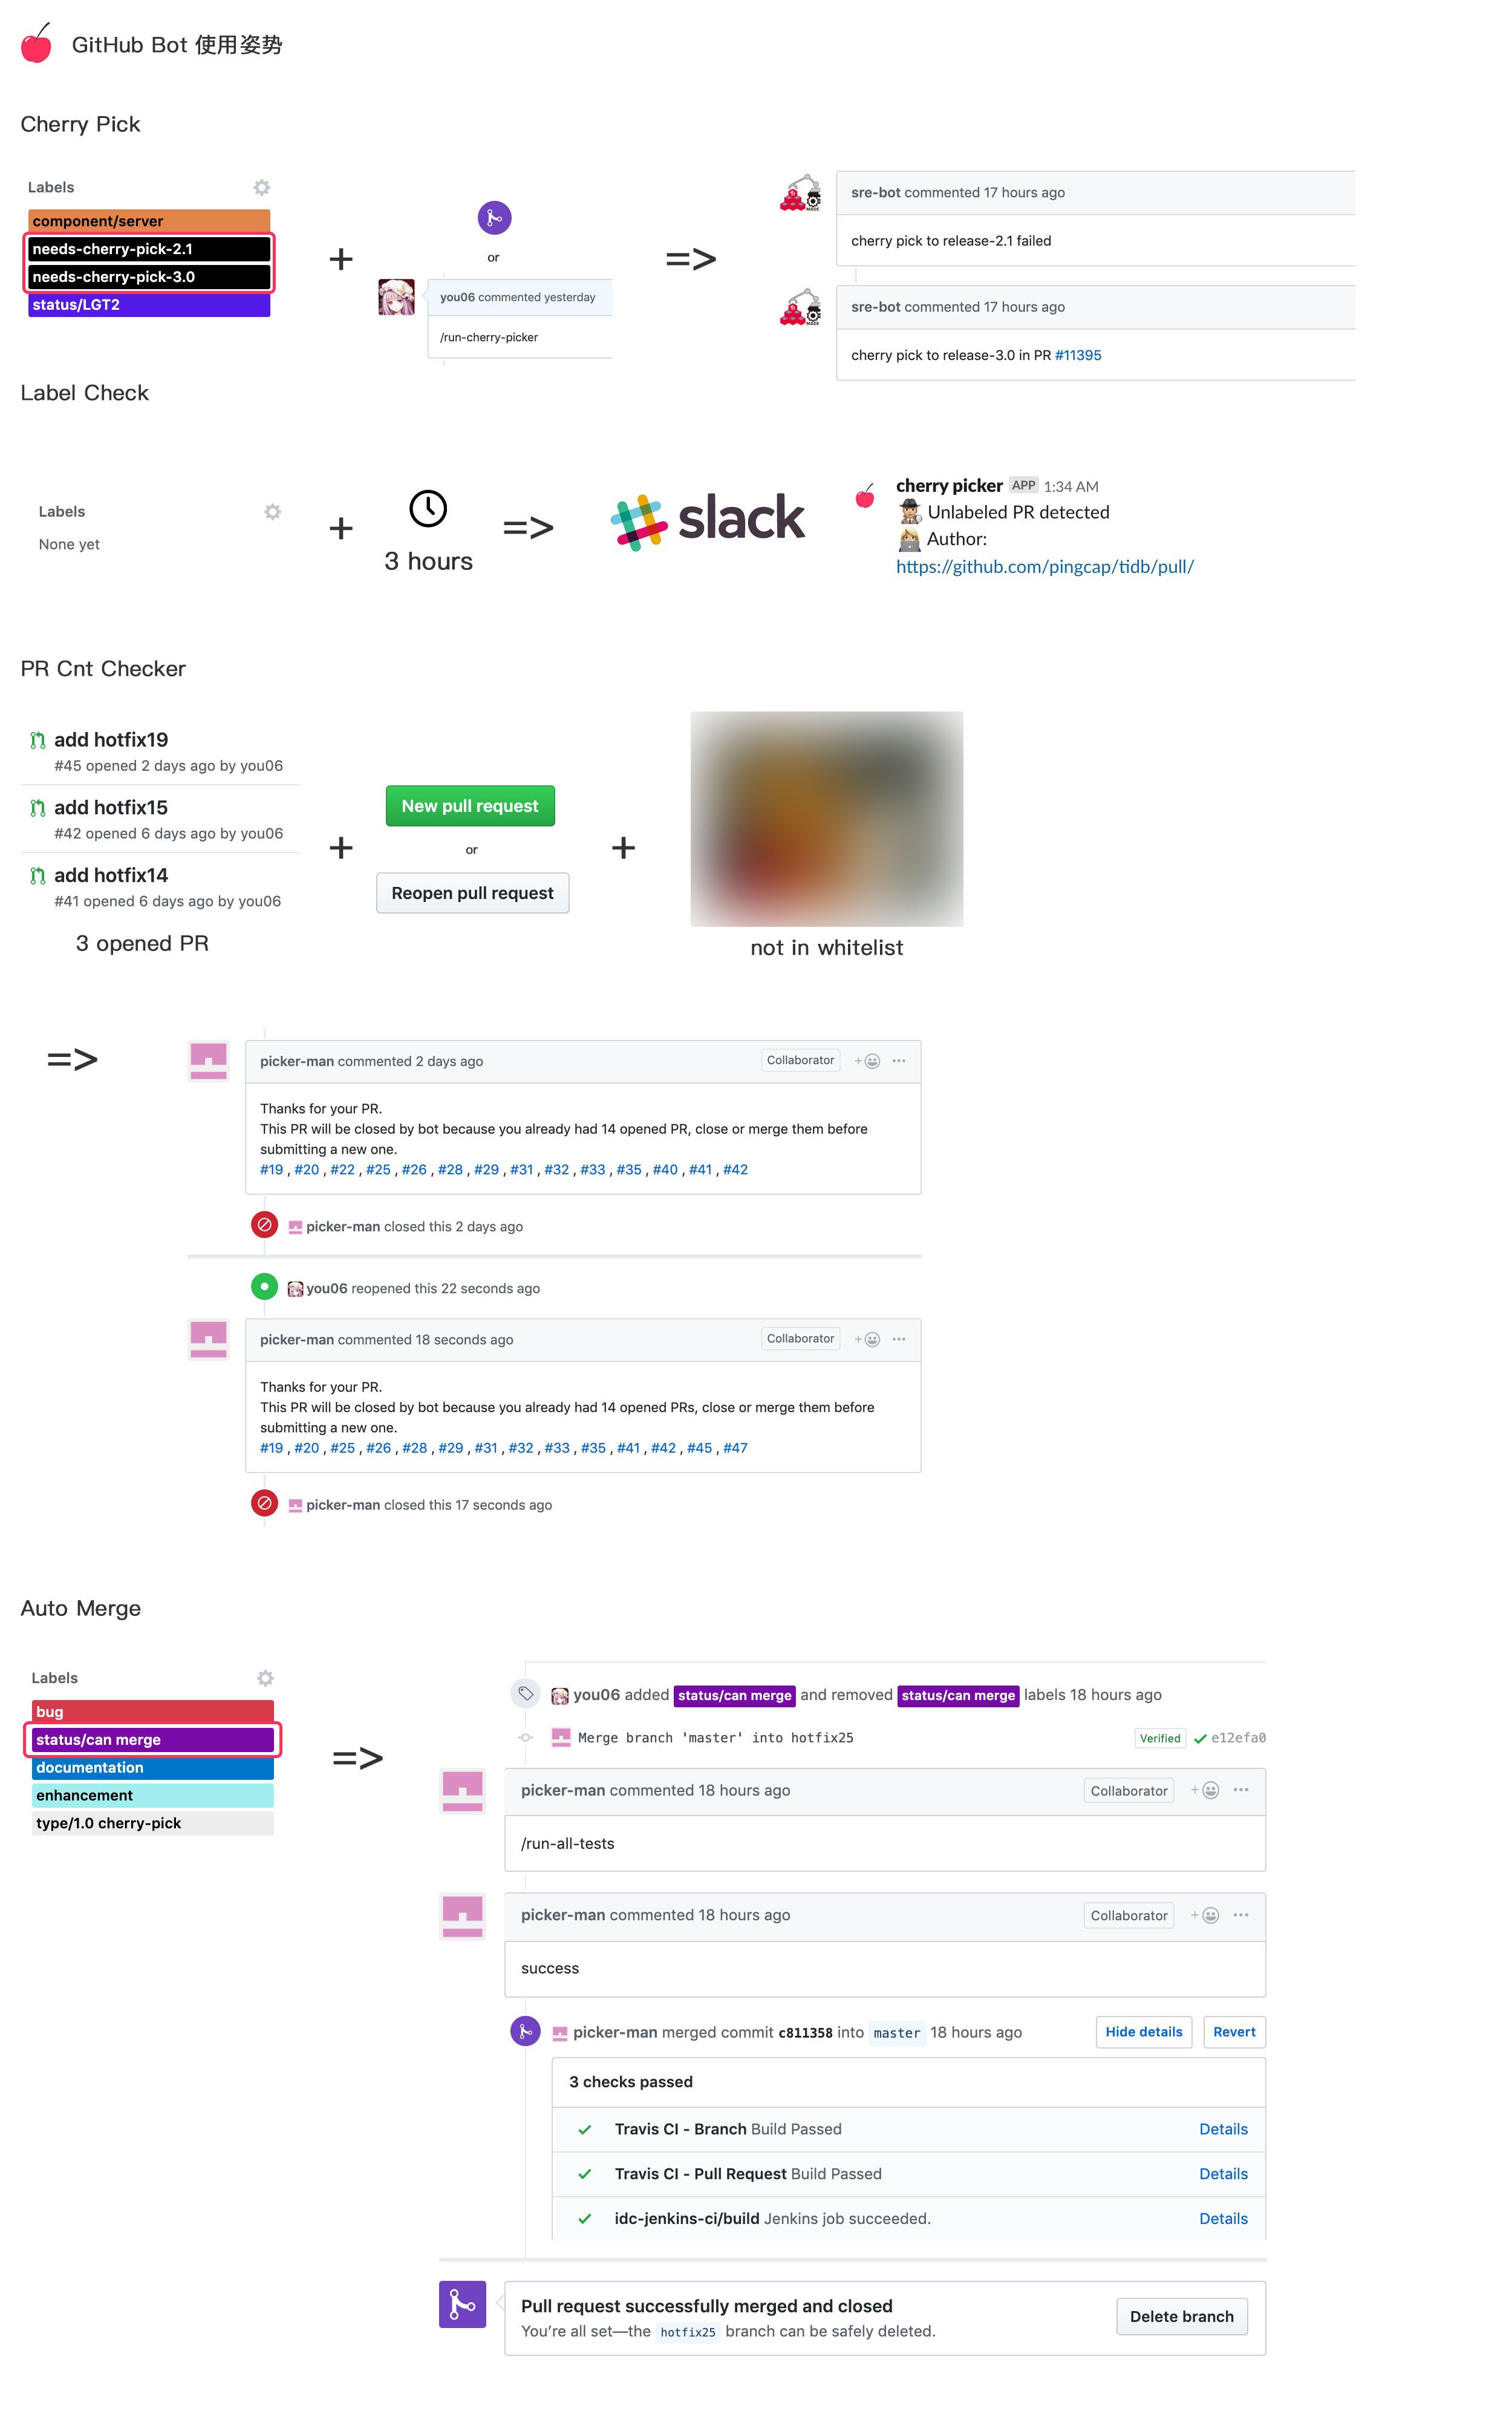 GitHub Bot 使用姿势
Cherry Pick
Labels
component/server
needs-cherry-pick-2.1
needs-cherry-pick-3.0
status/LGT2
+
or
you06 commented yesterday
/run-cherry-picker
=>
sre-bot commented 17 hours ago
cherry pick to release-2.1 failed
sre-bot commented 17 hours ago
cherry pick to release-3.0 in PR #11395
Label Check
Labels
None yet
+
3 hours
=>
slack
cherry picker APP 1:34 AM
Unlabeled PR detected
Author:
https://github.com/pingcap/tidb/pull/
PR Cnt Checker
add hotfix19
#45 opened 2 days ago by you06
add hotfix15
#42 opened 6 days ago by you06
add hotfix14
#41 opened 6 days ago by you06
3 opened PR
+
New pull request
or
Reopen pull request
+
not in whitelist
=>
picker-man commented 2 days ago Collaborator
Thanks for your PR.
This PR will be closed by bot because you already had 14 opened PR, close or merge them before
submitting a new one.
#19 , #20 , #22 , #25 , #26 , #28 , #29 , #31 , #32 , #33 , #35 , #40 , #41 , #42
picker-man closed this 2 days ago
you06 reopened this 22 seconds ago
picker-man commented 18 seconds ago Collaborator
Thanks for your PR.
This PR will be closed by bot because you already had 14 opened PRs, close or merge them before
submitting a new one.
#19 , #20 , #25 , #26 , #28 , #29 , #31 , #32 , #33 , #35 , #41 , #42 , #45 , #47
picker-man closed this 17 seconds ago
Auto Merge
Labels
bug
status/can merge
documentation
enhancement
type/1.0 cherry-pick
=>
you06 added status/can merge and removed status/can merge labels 18 hours ago
Merge branch 'master' into hotfix25 Verified e12efa0
picker-man commented 18 hours ago Collaborator
/run-all-tests
picker-man commented 18 hours ago Collaborator
success
picker-man merged commit c811358 into master 18 hours ago Hide details Revert
3 checks passed
Travis CI - Branch Build Passed Details
Travis CI - Pull Request Build Passed Details
idc-jenkins-ci/build Jenkins job succeeded. Details
Pull request successfully merged and closed
You're all set—the hotfix25 branch can be safely deleted.
Delete branch